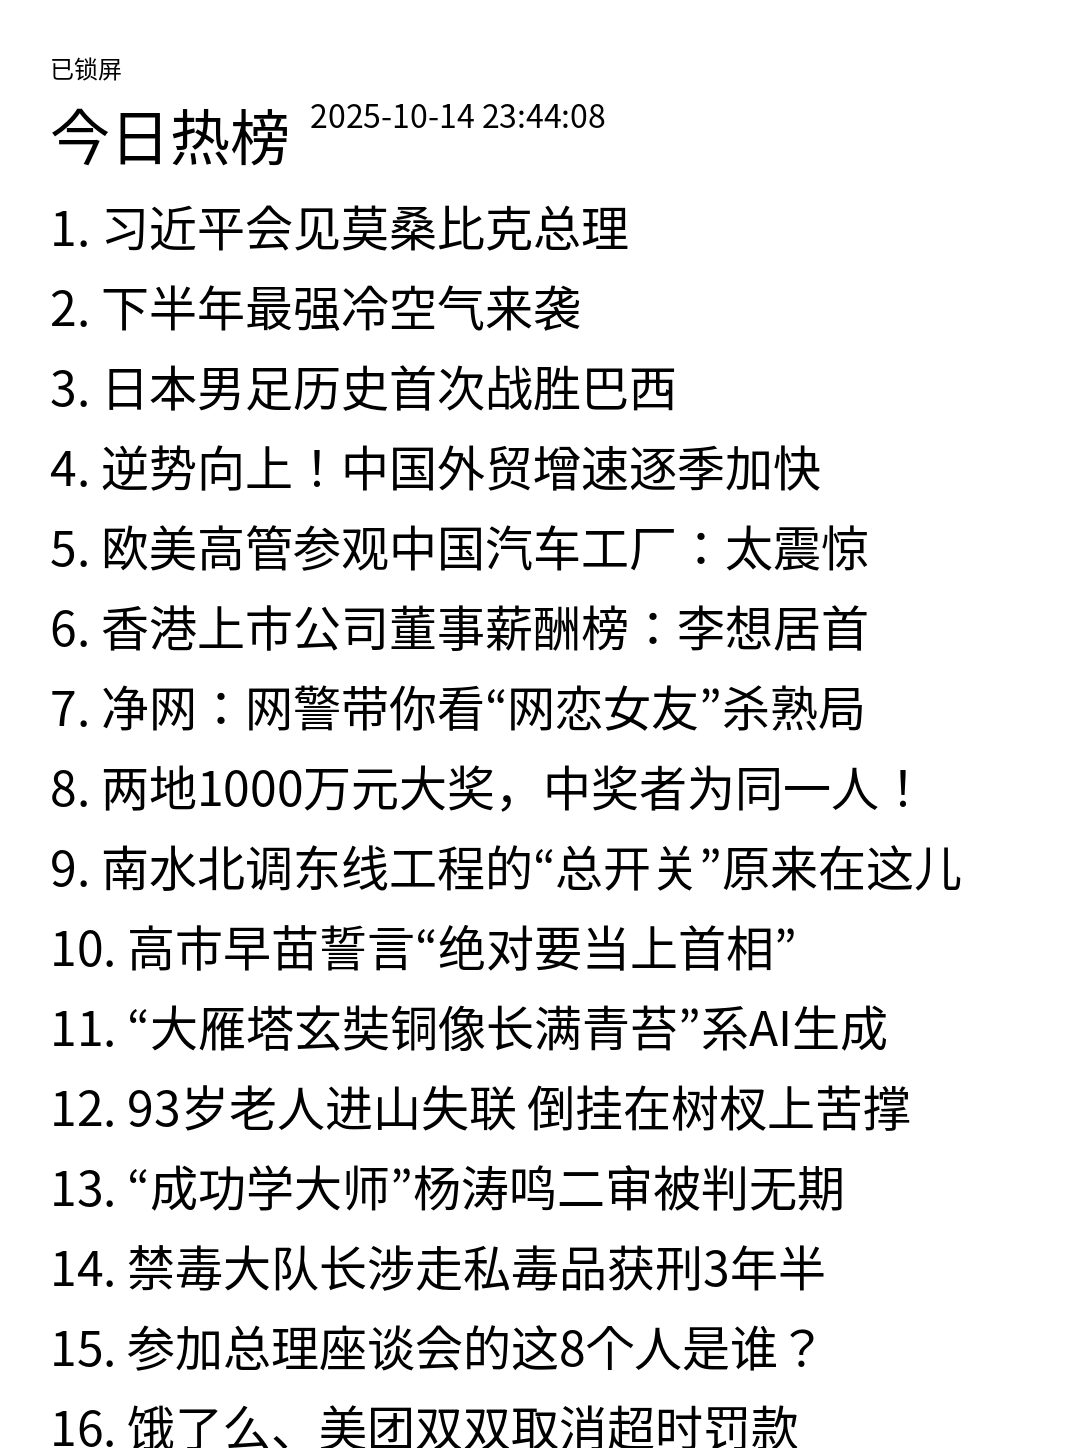 已锁屏
今日热榜 2025-10-14 23:44:08
1. 习近平会见莫桑比克总理
2. 下半年最强冷空气来袭
3. 日本男足历史首次战胜巴西
4. 逆势向上！中国外贸增速逐季加快
5. 欧美高管参观中国汽车工厂：太震惊
6. 香港上市公司董事薪酬榜：李想居首
7. 净网：网警带你看“网恋女友”杀熟局
8. 两地1000万元大奖，中奖者为同一人！
9. 南水北调东线工程的“总开关”原来在这儿
10. 高市早苗誓言“绝对要当上首相”
11. “大雁塔玄奘铜像长满青苔”系AI生成
12. 93岁老人进山失联 倒挂在树杈上苦撑
13. “成功学大师”杨涛鸣二审被判无期
14. 禁毒大队长涉走私毒品获刑3年半
15. 参加总理座谈会的这8个人是谁？
16. 饿了么、美团双双取消超时罚款